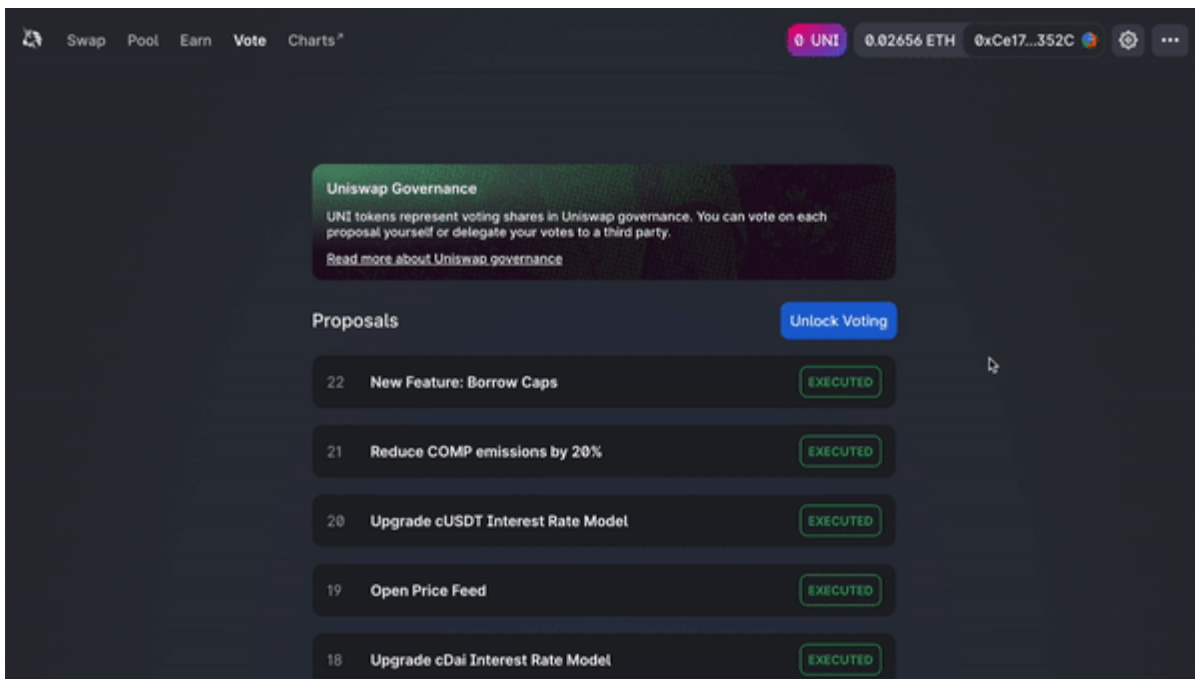 Swap Pool Earn Vote Charts↗ 0 UNI 0.02656 ETH 0xCe17...352C
Uniswap Governance
UNI tokens represent voting shares in Uniswap governance. You can vote on each
proposal yourself or delegate your votes to a third party.
Read more about Uniswap governance
Proposals Unlock Voting
22 New Feature: Borrow Caps EXECUTED
21 Reduce COMP emissions by 20% EXECUTED
20 Upgrade cUSDT Interest Rate Model EXECUTED
19 Open Price Feed EXECUTED
18 Upgrade cDai Interest Rate Model EXECUTED